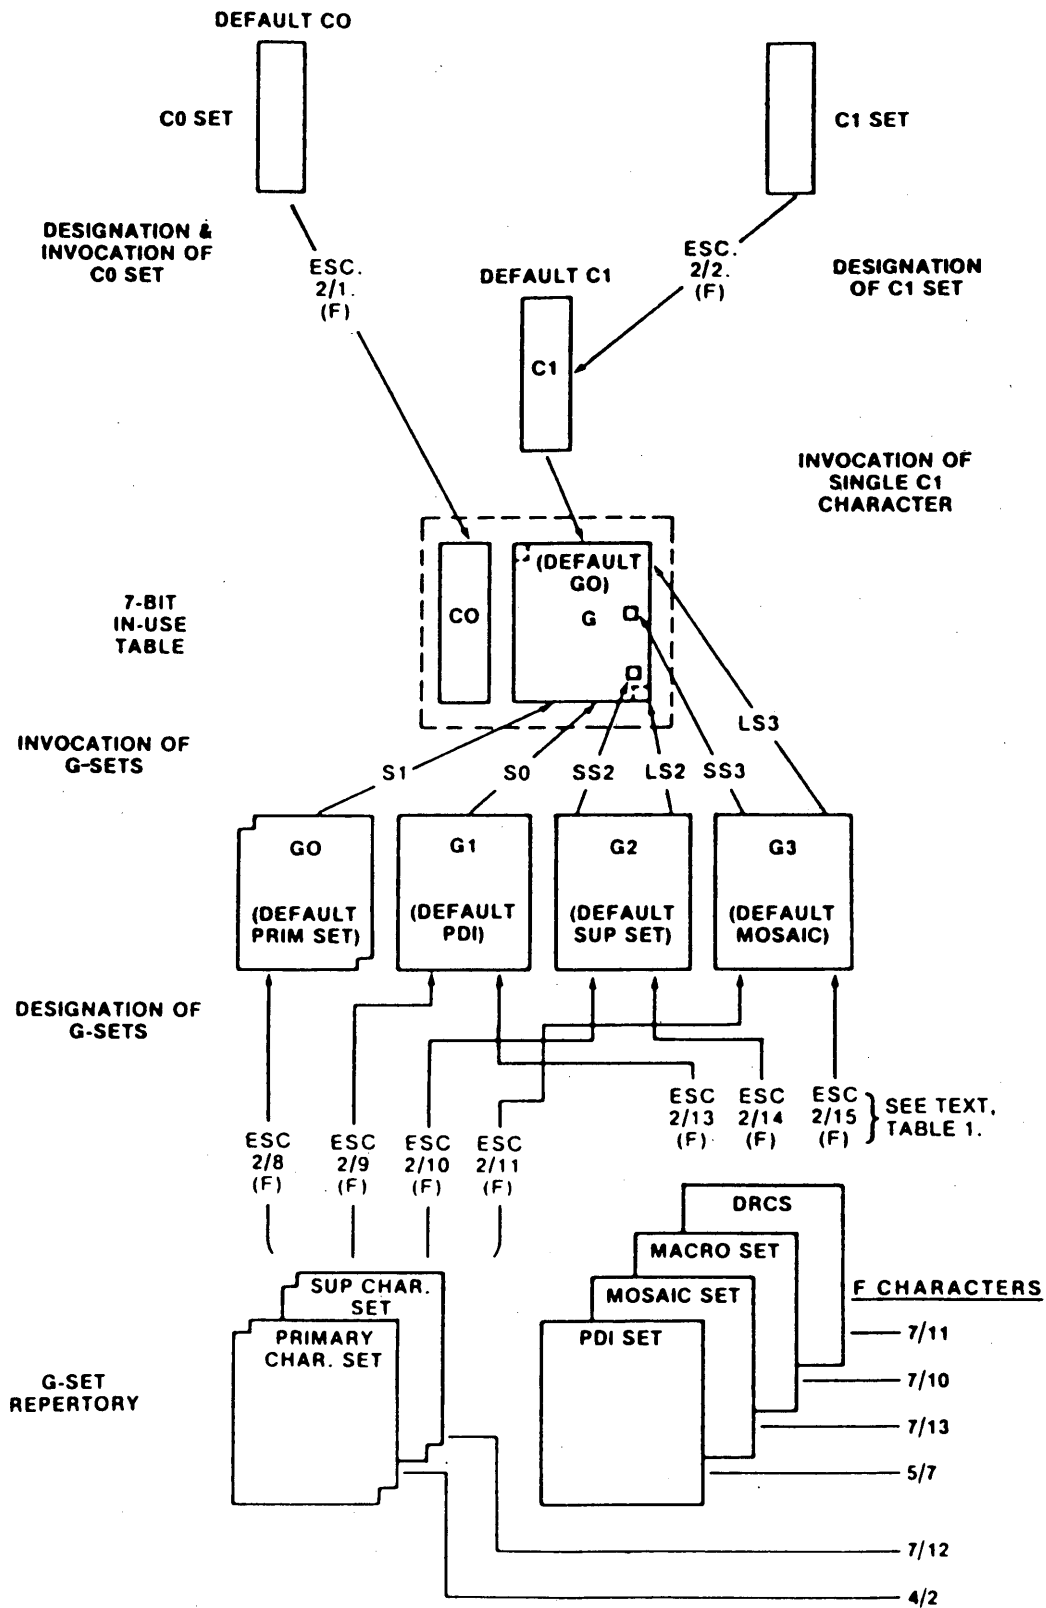 DEFAULT CO
C0 SET
C1 SET
DESIGNATION &
INVOCATION OF
C0 SET
ESC.
2/1.
(F)
DEFAULT C1
ESC.
2/2.
(F)
DESIGNATION
OF C1 SET
C1
INVOCATION OF
SINGLE C1
CHARACTER
7-BIT
IN-USE
TABLE
CO
(DEFAULT
GO)
G
INVOCATION OF
G-SETS
S1
S0
SS2
LS2
SS3
LS3
GO
(DEFAULT
PRIM SET)
G1
(DEFAULT
PDI)
G2
(DEFAULT
SUP SET)
G3
(DEFAULT
MOSAIC)
DESIGNATION OF
G-SETS
ESC
2/8
(F)
ESC
2/9
(F)
ESC
2/10
(F)
ESC
2/11
(F)
ESC
2/13
(F)
ESC
2/14
(F)
ESC
2/15
(F)
SEE TEXT,
TABLE 1.
SUP CHAR.
SET
PRIMARY
CHAR. SET
DRCS
MACRO SET
MOSAIC SET
PDI SET
F CHARACTERS
7/11
7/10
7/13
5/7
7/12
4/2
G-SET
REPERTORY